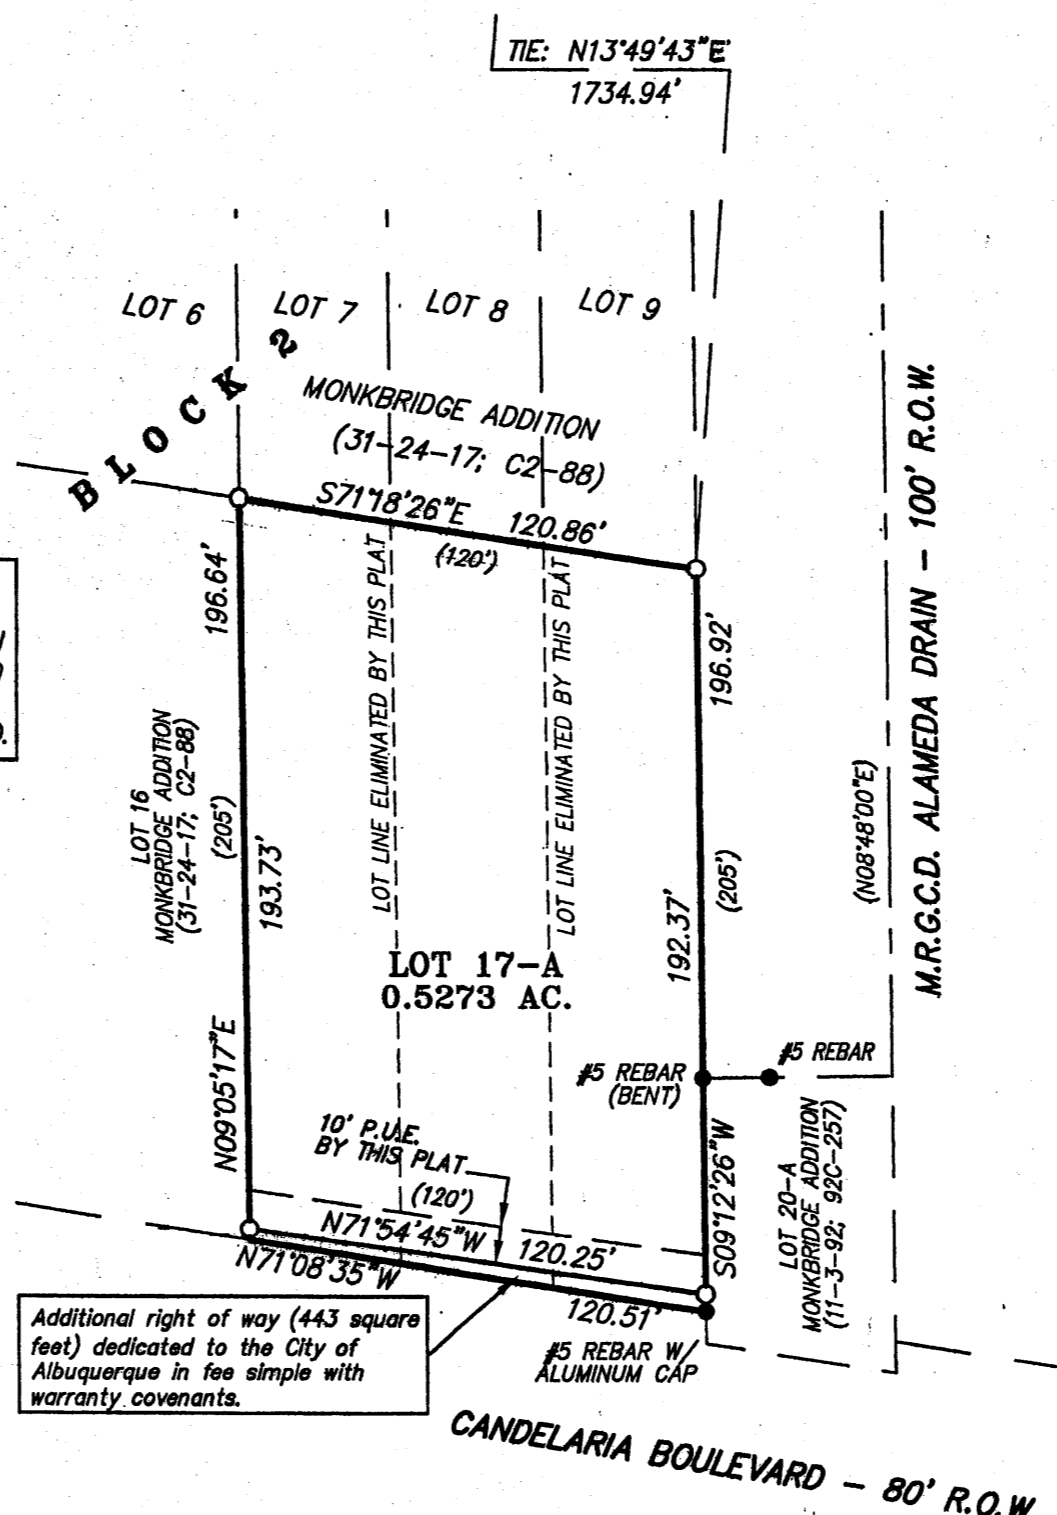 TIE: N13°49'43"E
1734.94'
LOT 6
LOT 7
LOT 8
LOT 9
BLOCK 2
MONKBRIDGE ADDITION
(31-24-17; C2-88)
S71°18'26"E 120.86'
(120')
196.64'
196.92'
LOT LINE ELIMINATED BY THIS PLAT
LOT LINE ELIMINATED BY THIS PLAT
M.R.G.C.D. ALAMEDA DRAIN - 100' R.O.W.
(N08°48'00"E)
LOT 16
MONKBRIDGE ADDITION
(31-24-17; C2-88)
(205')
193.73'
192.37'
(205')
LOT 17-A
0.5273 AC.
N09°05'17"E
#5 REBAR
(BENT)
#5 REBAR
10' P.U.E.
BY THIS PLAT
(120')
N71°54'45"W 120.25'
S09°12'26"W
LOT 20-A
MONKBRIDGE ADDITION
(11-3-92; 92C-257)
N71°08'35"W
120.51'
#5 REBAR W/
ALUMINUM CAP
Additional right of way (443 square
feet) dedicated to the City of
Albuquerque in fee simple with
warranty covenants.
CANDELARIA BOULEVARD - 80' R.O.W